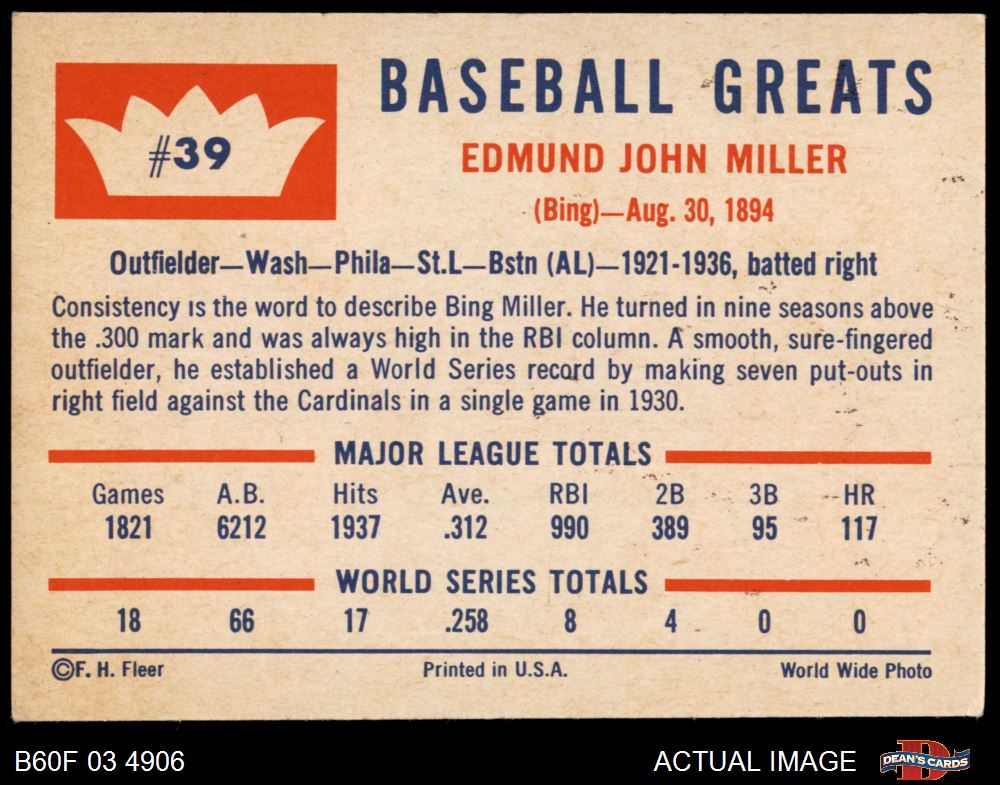 #39
BASEBALL GREATS
EDMUND JOHN MILLER
(Bing)—Aug. 30, 1894
Outfielder—Wash—Phila—St.L—Bstn (AL)—1921-1936, batted right
Consistency is the word to describe Bing Miller. He turned in nine seasons above
the .300 mark and was always high in the RBI column. A smooth, sure-fingered
outfielder, he established a World Series record by making seven put-outs in
right field against the Cardinals in a single game in 1930.
MAJOR LEAGUE TOTALS
Games A.B. Hits Ave. RBI 2B 3B HR
1821 6212 1937 .312 990 389 95 117
WORLD SERIES TOTALS
18 66 17 .258 8 4 0 0
©F. H. Fleer Printed in U.S.A. World Wide Photo
B60F 03 4906 ACTUAL IMAGE D DEAN'S CARDS